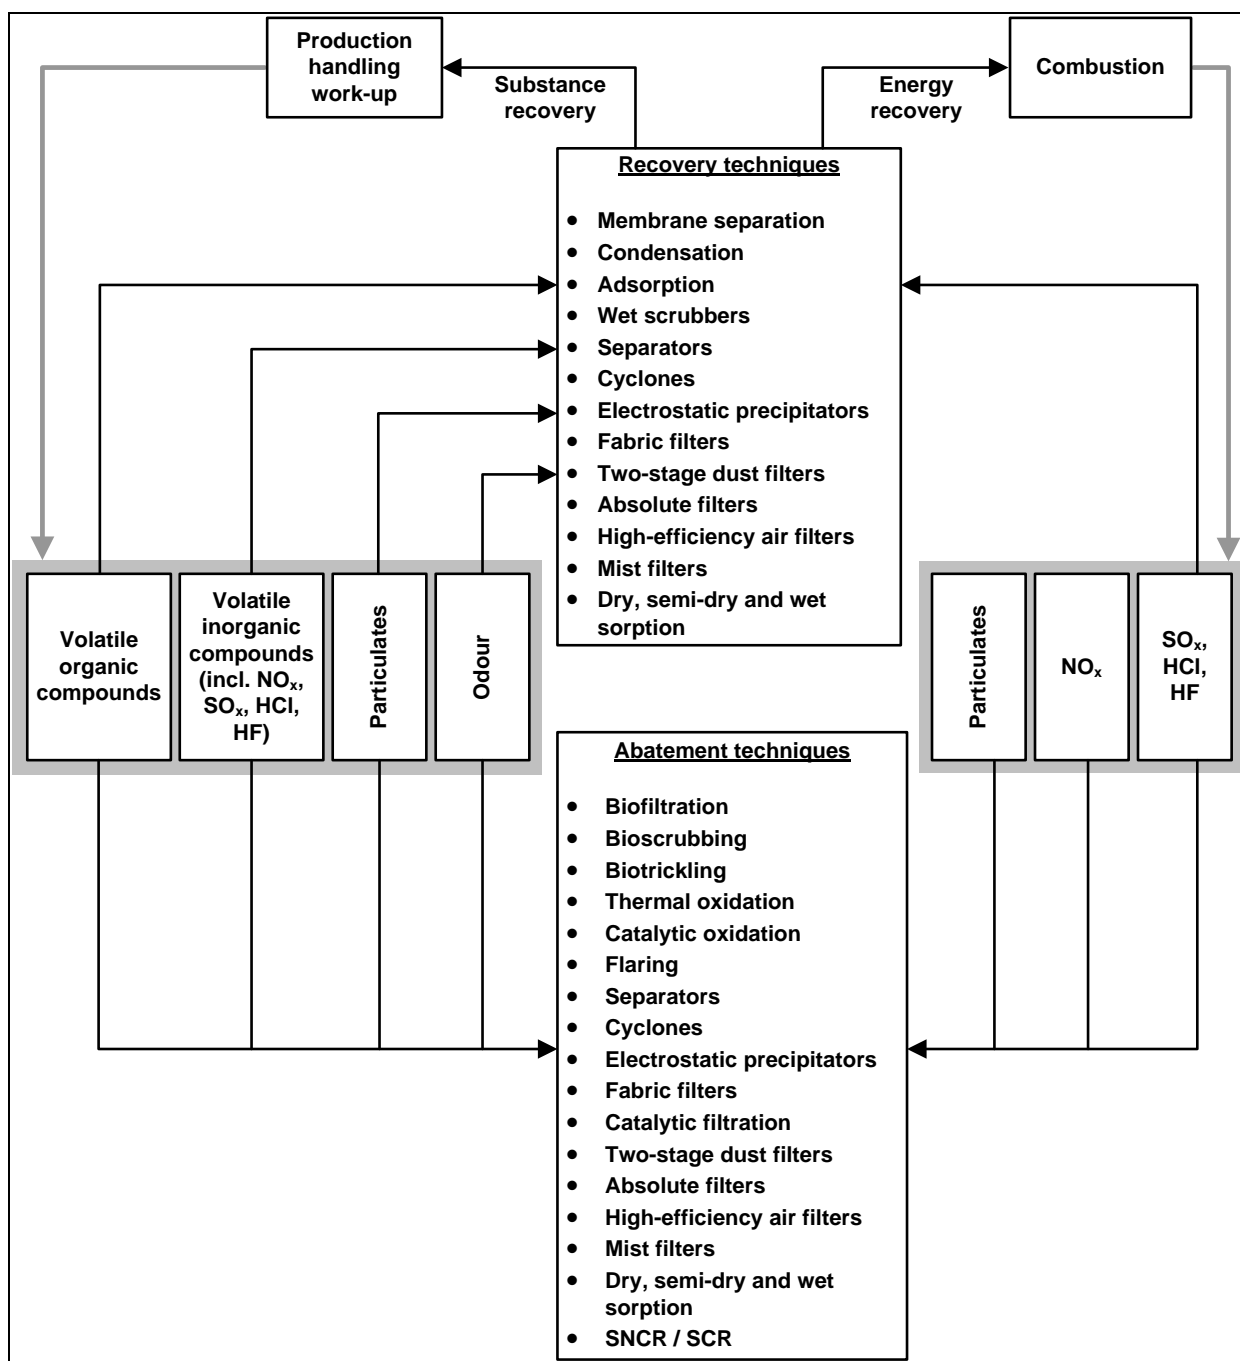 Production
handling
work-up
Substance
recovery
Energy
recovery
Combustion
Recovery techniques
• Membrane separation
• Condensation
• Adsorption
• Wet scrubbers
• Separators
• Cyclones
• Electrostatic precipitators
• Fabric filters
• Two-stage dust filters
• Absolute filters
• High-efficiency air filters
• Mist filters
• Dry, semi-dry and wet
sorption
Volatile
organic
compounds
Volatile
inorganic
compounds
(incl. NOₓ,
SOₓ, HCl,
HF)
Particulates
Odour
Particulates
NOₓ
SOₓ,
HCl,
HF
Abatement techniques
• Biofiltration
• Bioscrubbing
• Biotrickling
• Thermal oxidation
• Catalytic oxidation
• Flaring
• Separators
• Cyclones
• Electrostatic precipitators
• Fabric filters
• Catalytic filtration
• Two-stage dust filters
• Absolute filters
• High-efficiency air filters
• Mist filters
• Dry, semi-dry and wet
sorption
• SNCR / SCR